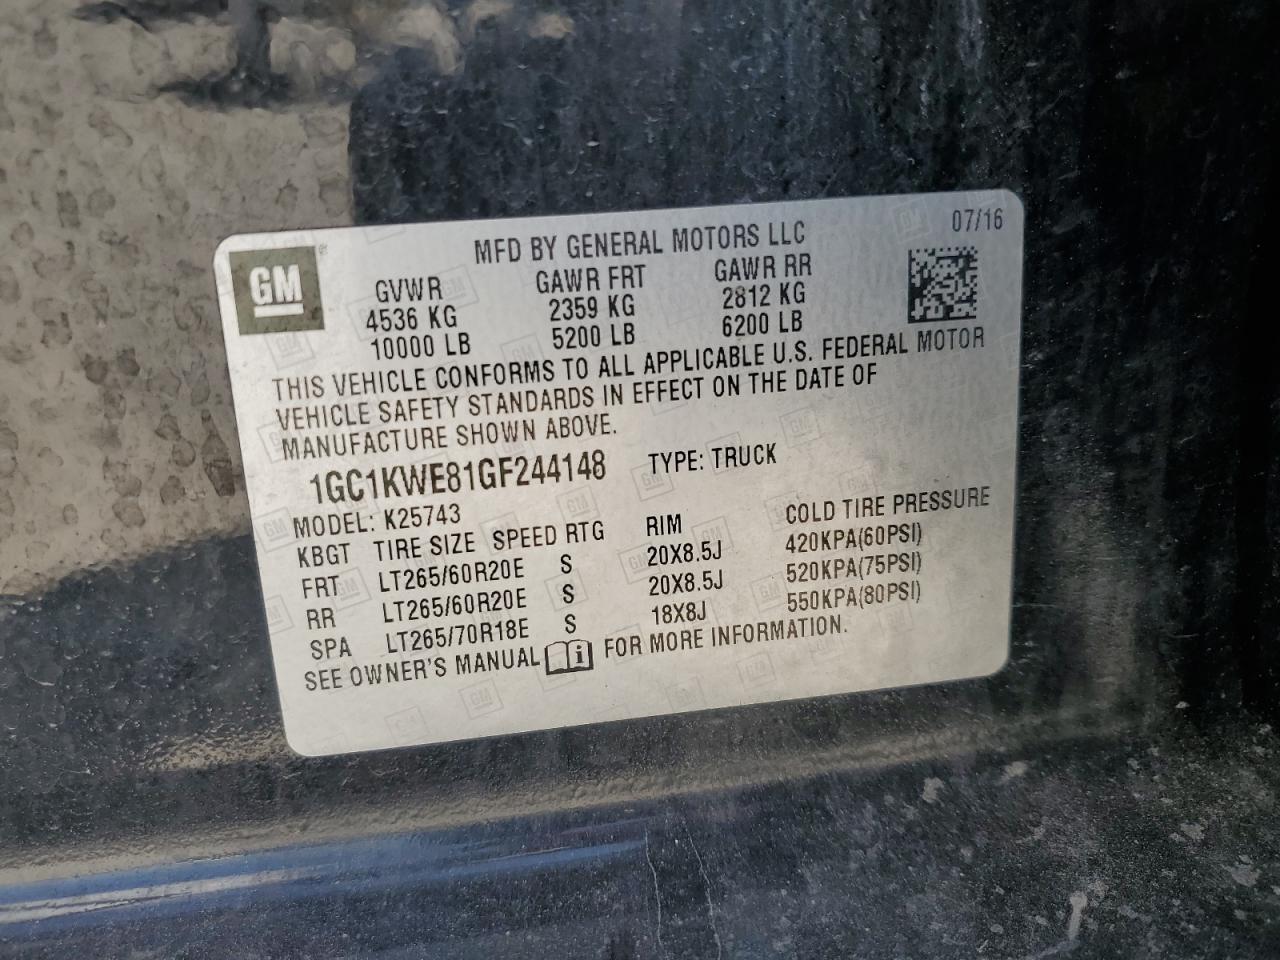 07/16
GM
MFD BY GENERAL MOTORS LLC
GVWR GAWR FRT GAWR RR
4536 KG 2359 KG 2812 KG
10000 LB 5200 LB 6200 LB
THIS VEHICLE CONFORMS TO ALL APPLICABLE U.S. FEDERAL MOTOR
VEHICLE SAFETY STANDARDS IN EFFECT ON THE DATE OF
MANUFACTURE SHOWN ABOVE.
1GC1KWE81GF244148 TYPE: TRUCK
MODEL: K25743
KBGT TIRE SIZE SPEED RTG RIM COLD TIRE PRESSURE
FRT LT265/60R20E S 20X8.5J 420KPA(60PSI)
RR LT265/60R20E S 20X8.5J 520KPA(75PSI)
SPA LT265/70R18E S 18X8J 550KPA(80PSI)
SEE OWNER'S MANUAL i FOR MORE INFORMATION.